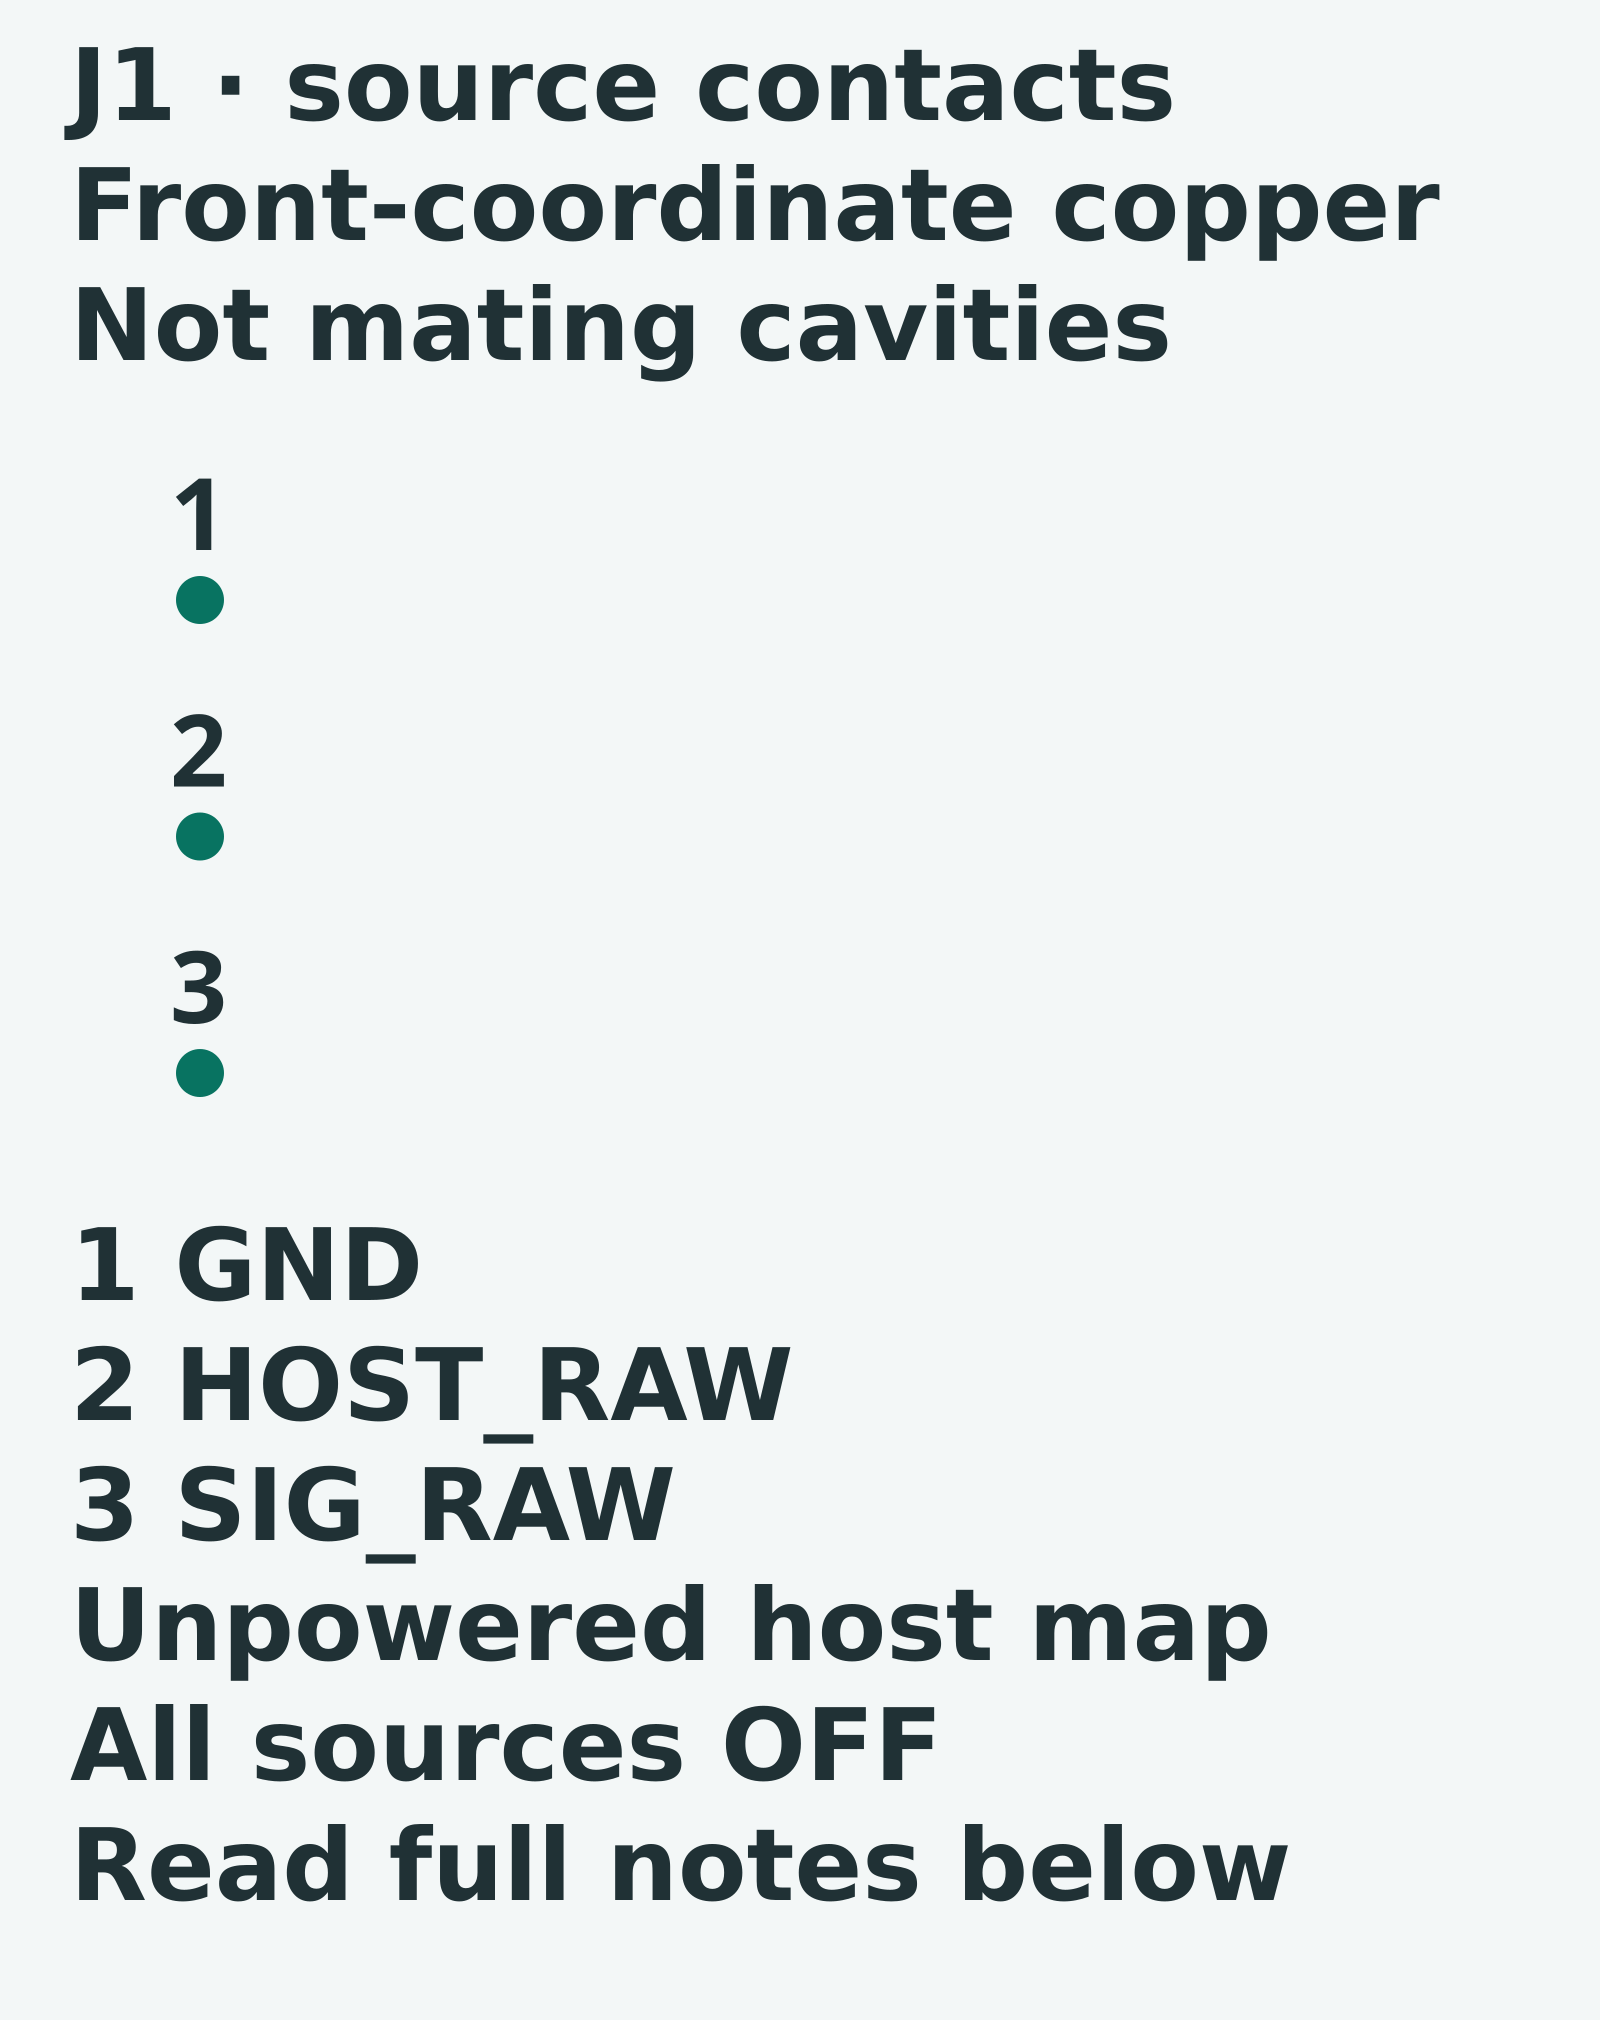 J1 · source contacts
Front-coordinate copper
Not mating cavities
1
2
3
1 GND
2 HOST_RAW
3 SIG_RAW
Unpowered host map
All sources OFF
Read full notes below